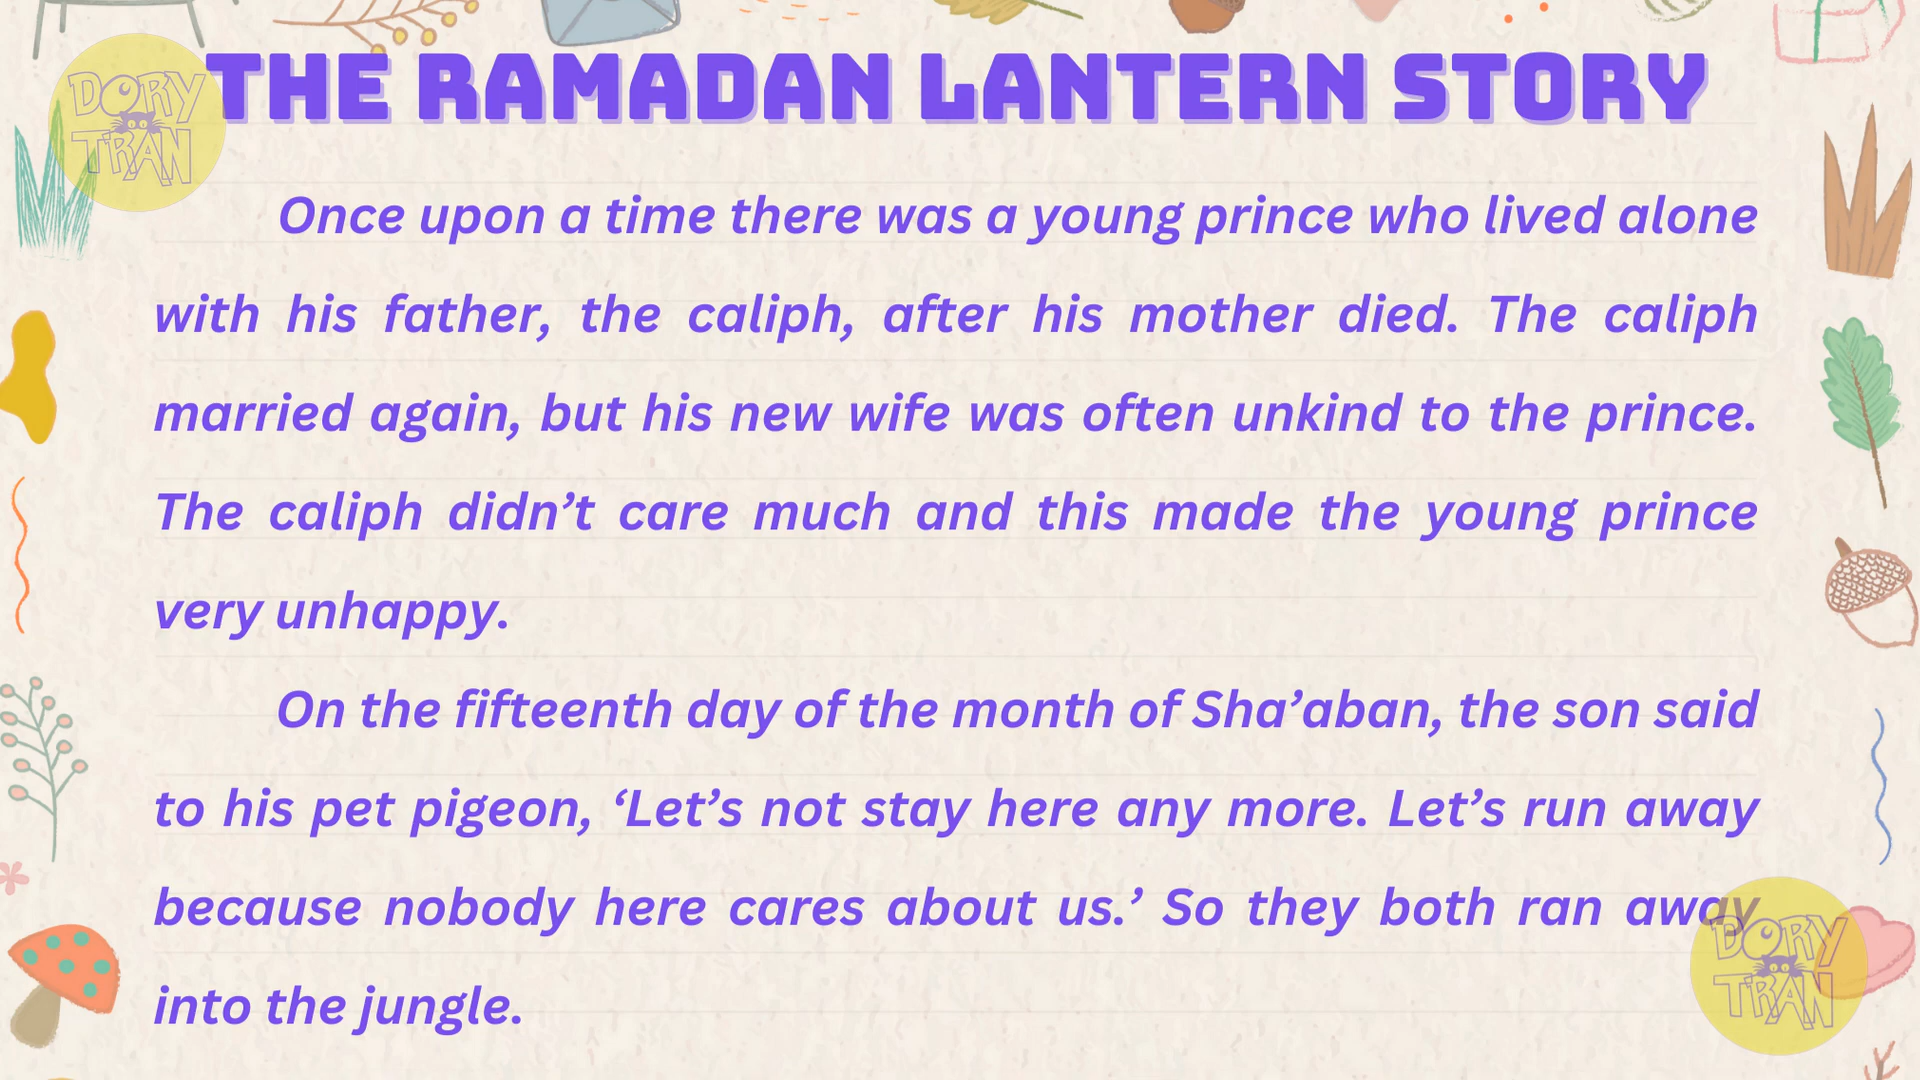 THE RAMADAN LANTERN STORY
DORY
TRAN
Once upon a time there was a young prince who lived alone
with his father, the caliph, after his mother died. The caliph
married again, but his new wife was often unkind to the prince.
The caliph didn’t care much and this made the young prince
very unhappy.
On the fifteenth day of the month of Sha’aban, the son said
to his pet pigeon, ‘Let’s not stay here any more. Let’s run away
because nobody here cares about us.’ So they both ran away
into the jungle.
DORY
TRAN